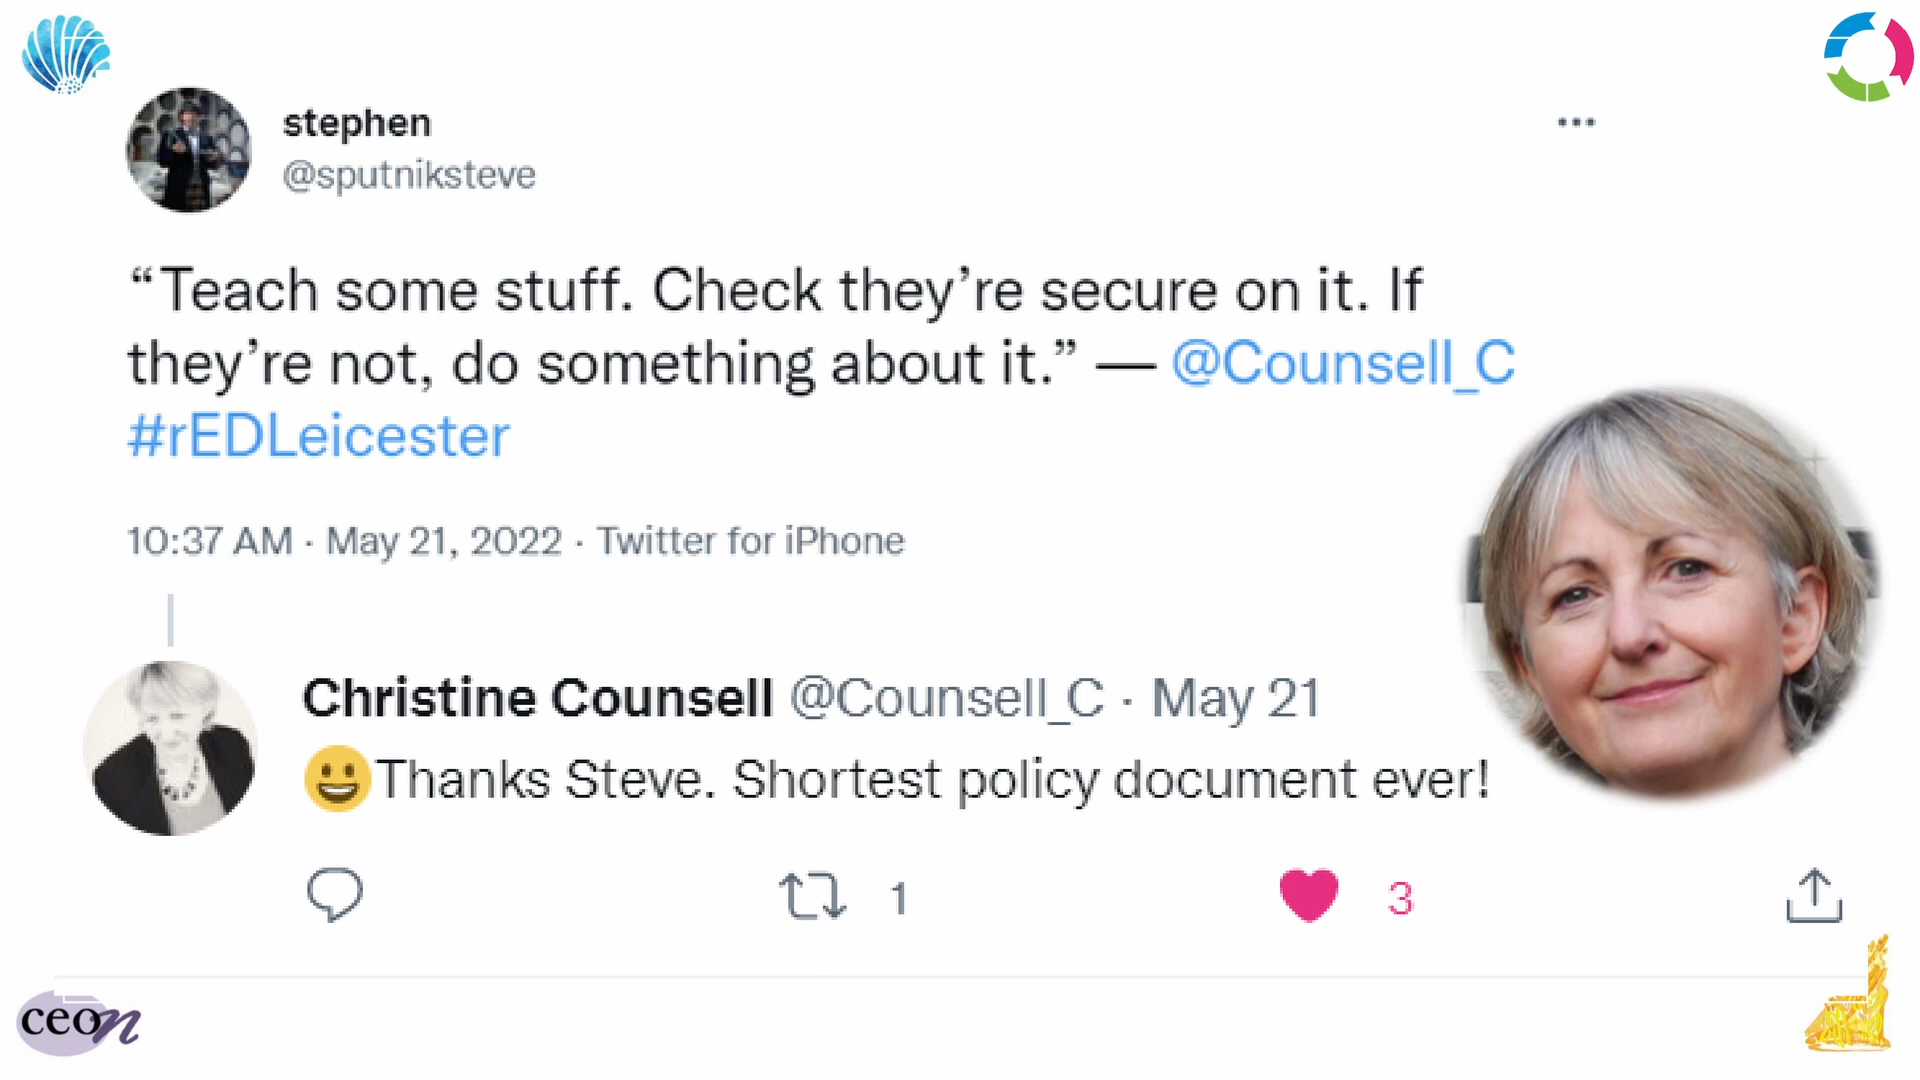 stephen
@sputniksteve
“Teach some stuff. Check they’re secure on it. If
they’re not, do something about it.” — @Counsell_C
#rEDLeicester
10:37 AM · May 21, 2022 · Twitter for iPhone
Christine Counsell @Counsell_C · May 21
😀Thanks Steve. Shortest policy document ever!
1
3
ceon